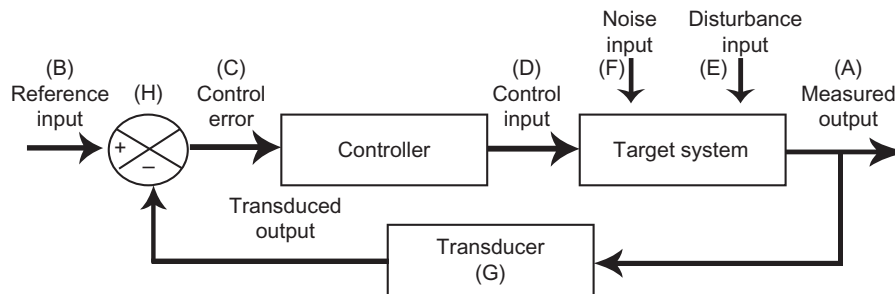 Noise
input
(F)
Disturbance
input
(E)
(B)
Reference
input
(H)
+
−
(C)
Control
error
Controller
(D)
Control
input
Target system
(A)
Measured
output
Transduced
output
Transducer
(G)